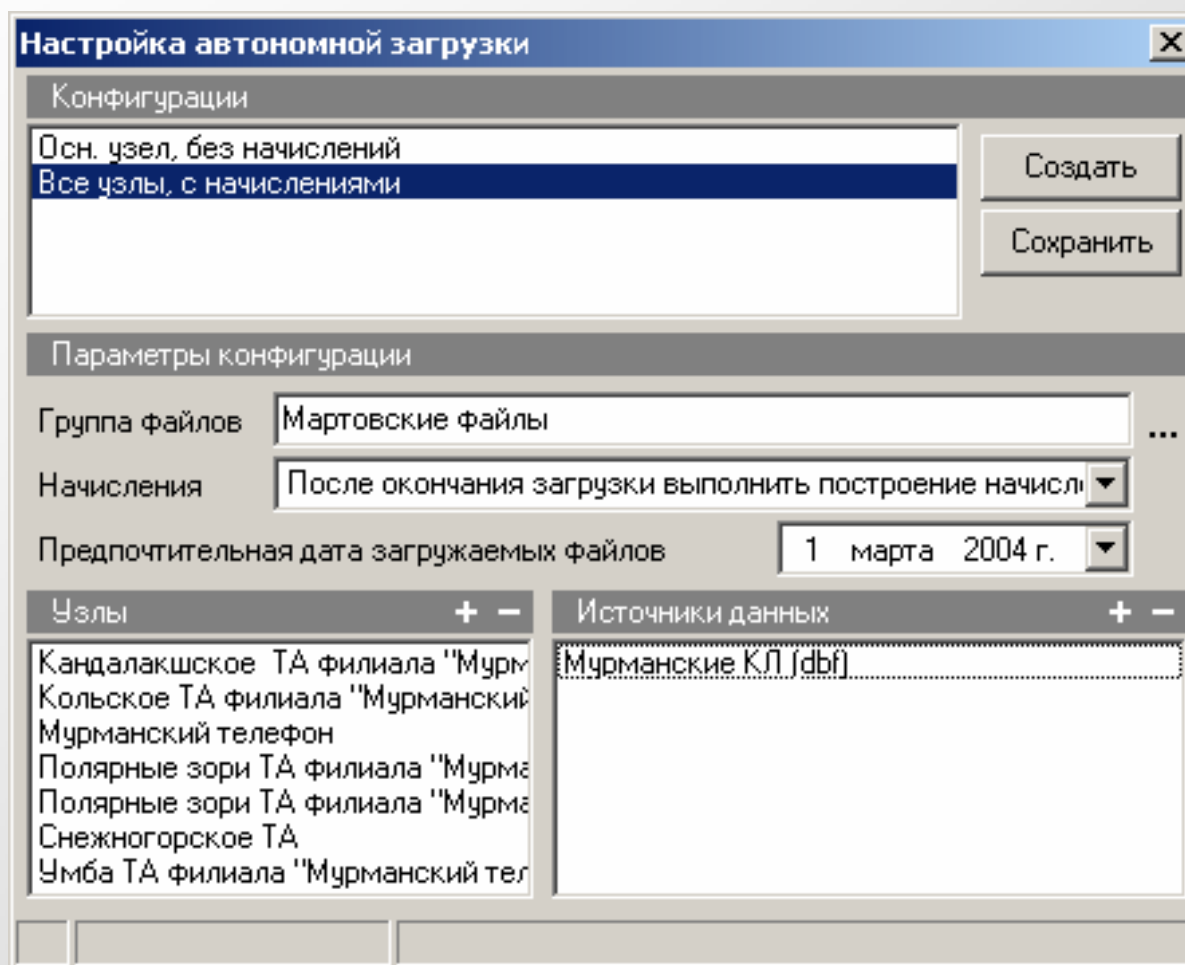 Настройка автономной загрузки
Конфигурации
Осн. узел, без начислений
Все узлы, с начислениями
Создать
Сохранить
Параметры конфигурации
Группа файлов Мартовские файлы ...
Начисления После окончания загрузки выполнить построение начисл
Предпочтительная дата загружаемых файлов 1 марта 2004 г.
Узлы + −
Кандалакшское ТА филиала "Мурм
Кольское ТА филиала "Мурманский
Мурманский телефон
Полярные зори ТА филиала "Мурма
Полярные зори ТА филиала "Мурма
Снежногорское ТА
Умба ТА филиала "Мурманский тел
Источники данных + −
Мурманские КЛ (dbf)